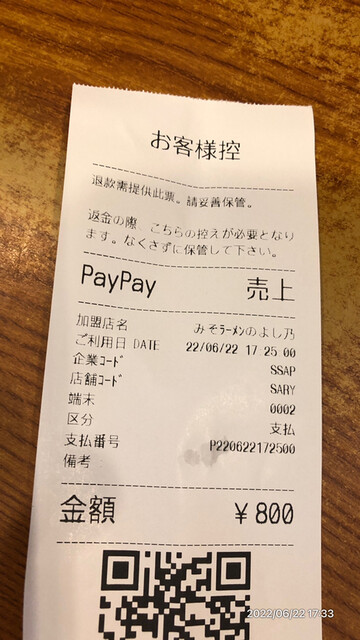 お客様控
退款需提供此票。請妥善保管。
返金の際　こちらの控えが必要となり
ます。なくさずに保管して下さい。
PayPay 売上
加盟店名 みそラーメンのよし乃
ご利用日 DATE 22/06/22 17 25 00
企業コード SSAP
店舗コード SARY
端末 0002
区分 支払
支払番号 P220622172500
備考
金額 ￥800
2022/06/22 17:33